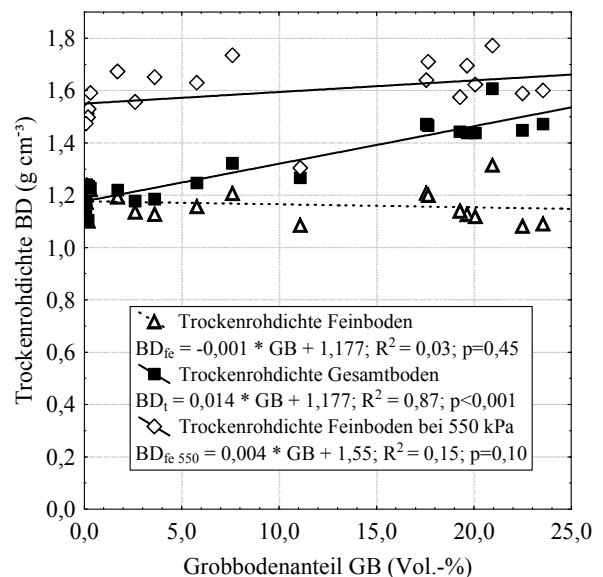 Trockenrohdichte BD (g cm⁻³)
1,8
1,6
1,4
1,2
1,0
0,8
0,6
0,4
0,2
0,0
Trockenrohdichte Feinboden
BD_fe = -0,001 * GB + 1,177; R² = 0,03; p=0,45
Trockenrohdichte Gesamtboden
BD_t = 0,014 * GB + 1,177; R² = 0,87; p<0,001
Trockenrohdichte Feinboden bei 550 kPa
BD_fe 550 = 0,004 * GB + 1,55; R² = 0,15; p=0,10
0,0 5,0 10,0 15,0 20,0 25,0
Grobbodenanteil GB (Vol.-%)